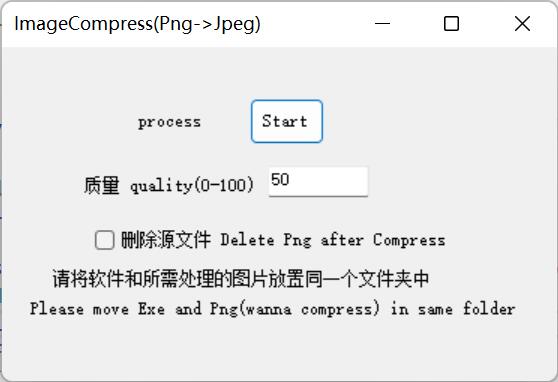 ImageCompress(Png->Jpeg)
process Start
质量 quality(0-100) 50
删除源文件 Delete Png after Compress
请将软件和所需处理的图片放置同一个文件夹中
Please move Exe and Png(wanna compress) in same folder